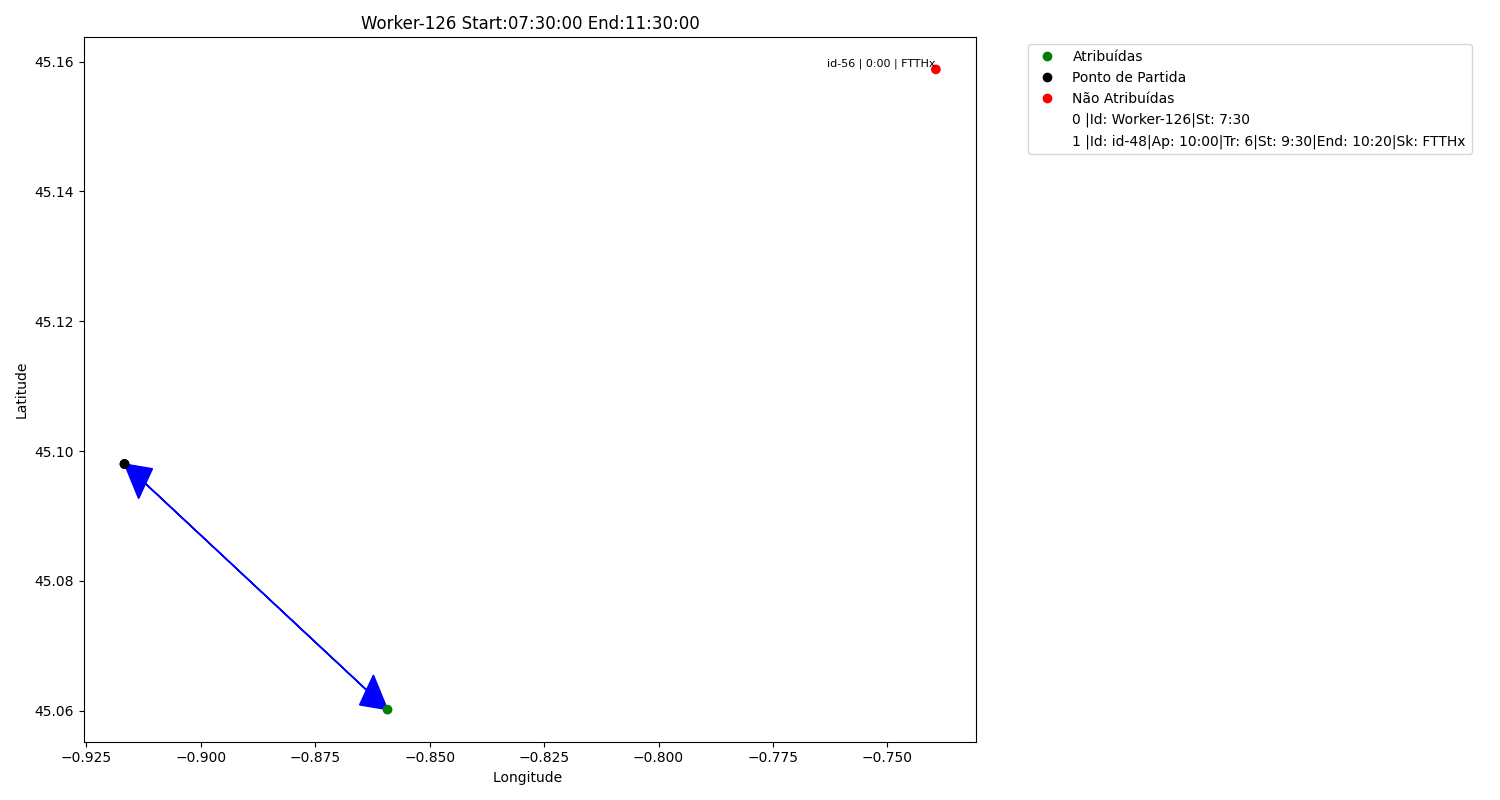 Worker-126 Start:07:30:00 End:11:30:00
id-56 | 0:00 | FTTHx
Atribuídas
Ponto de Partida
Não Atribuídas
0 |Id: Worker-126|St: 7:30
1 |Id: id-48|Ap: 10:00|Tr: 6|St: 9:30|End: 10:20|Sk: FTTHx
45.16
45.14
45.12
45.10
45.08
45.06
Latitude
−0.925 −0.900 −0.875 −0.850 −0.825 −0.800 −0.775 −0.750
Longitude